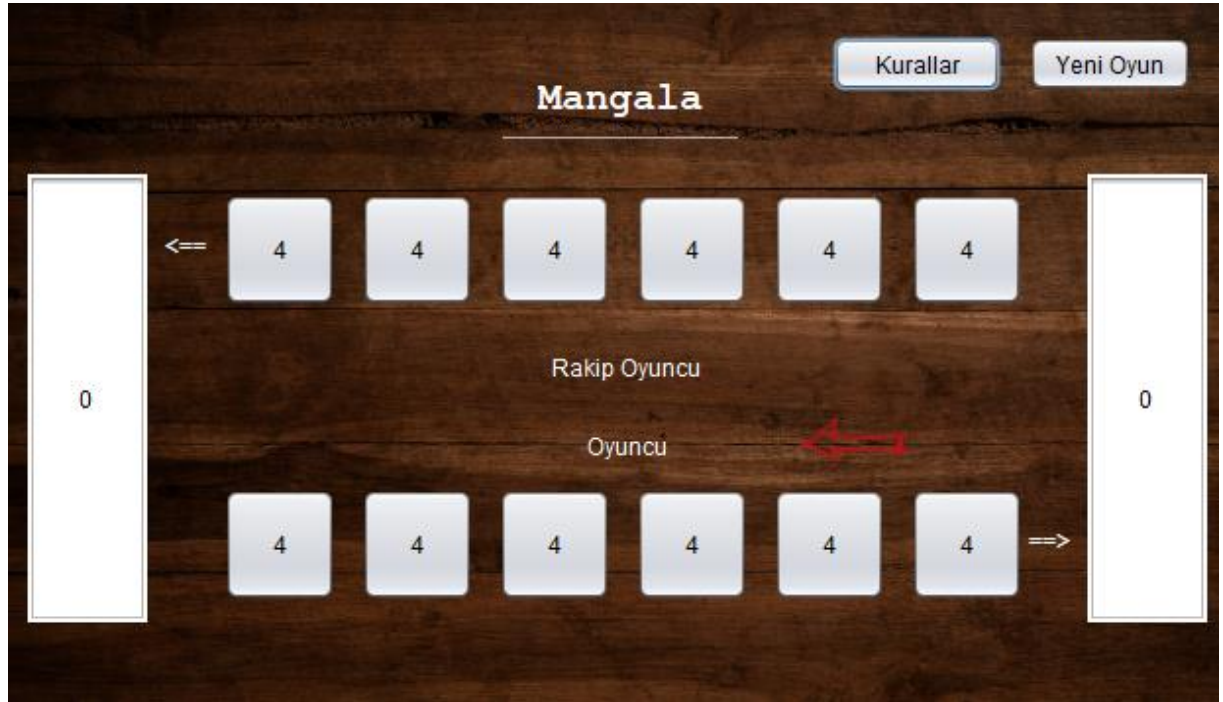 Kurallar Yeni Oyun
Mangala
<== 4 4 4 4 4 4
Rakip Oyuncu
0 0
Oyuncu
4 4 4 4 4 4 ==>